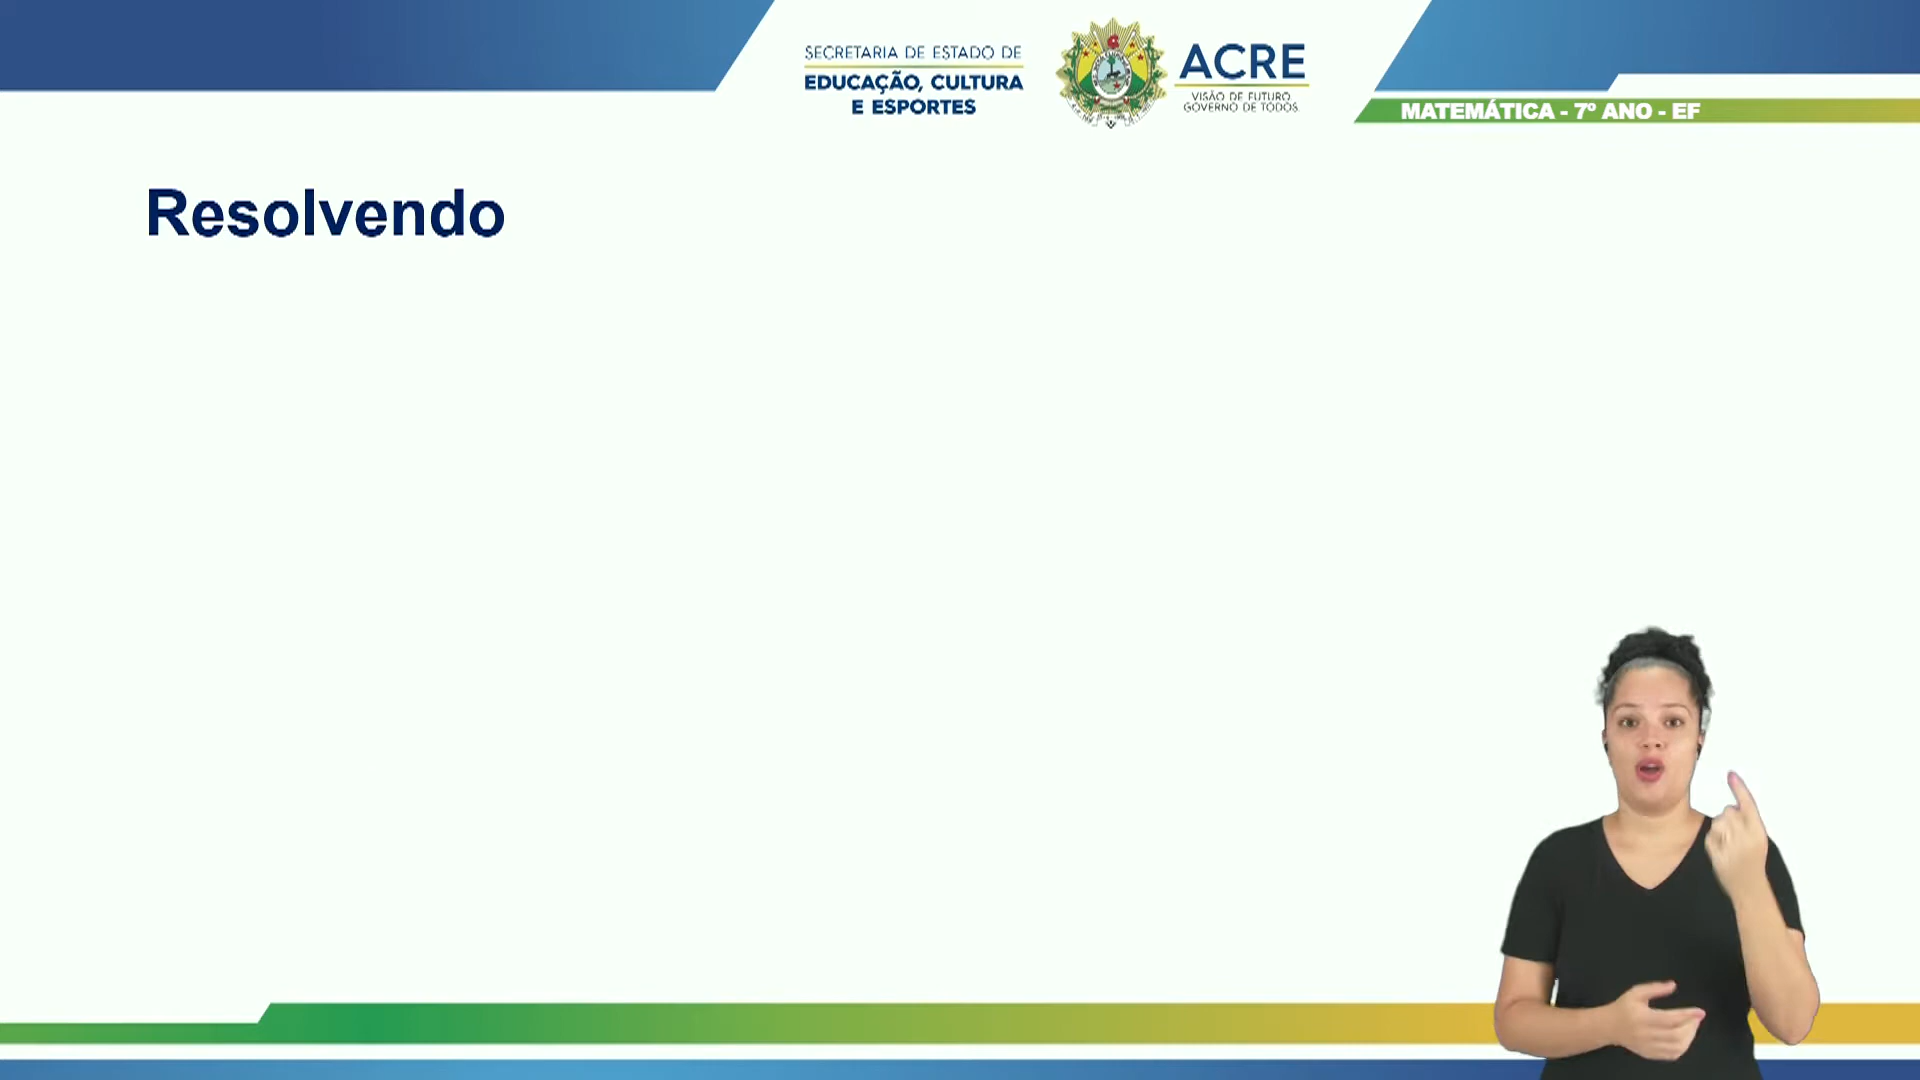 SECRETARIA DE ESTADO DE
EDUCAÇÃO, CULTURA
E ESPORTES
ACRE
VISÃO DE FUTURO
GOVERNO DE TODOS
MATEMÁTICA - 7º ANO - EF
Resolvendo